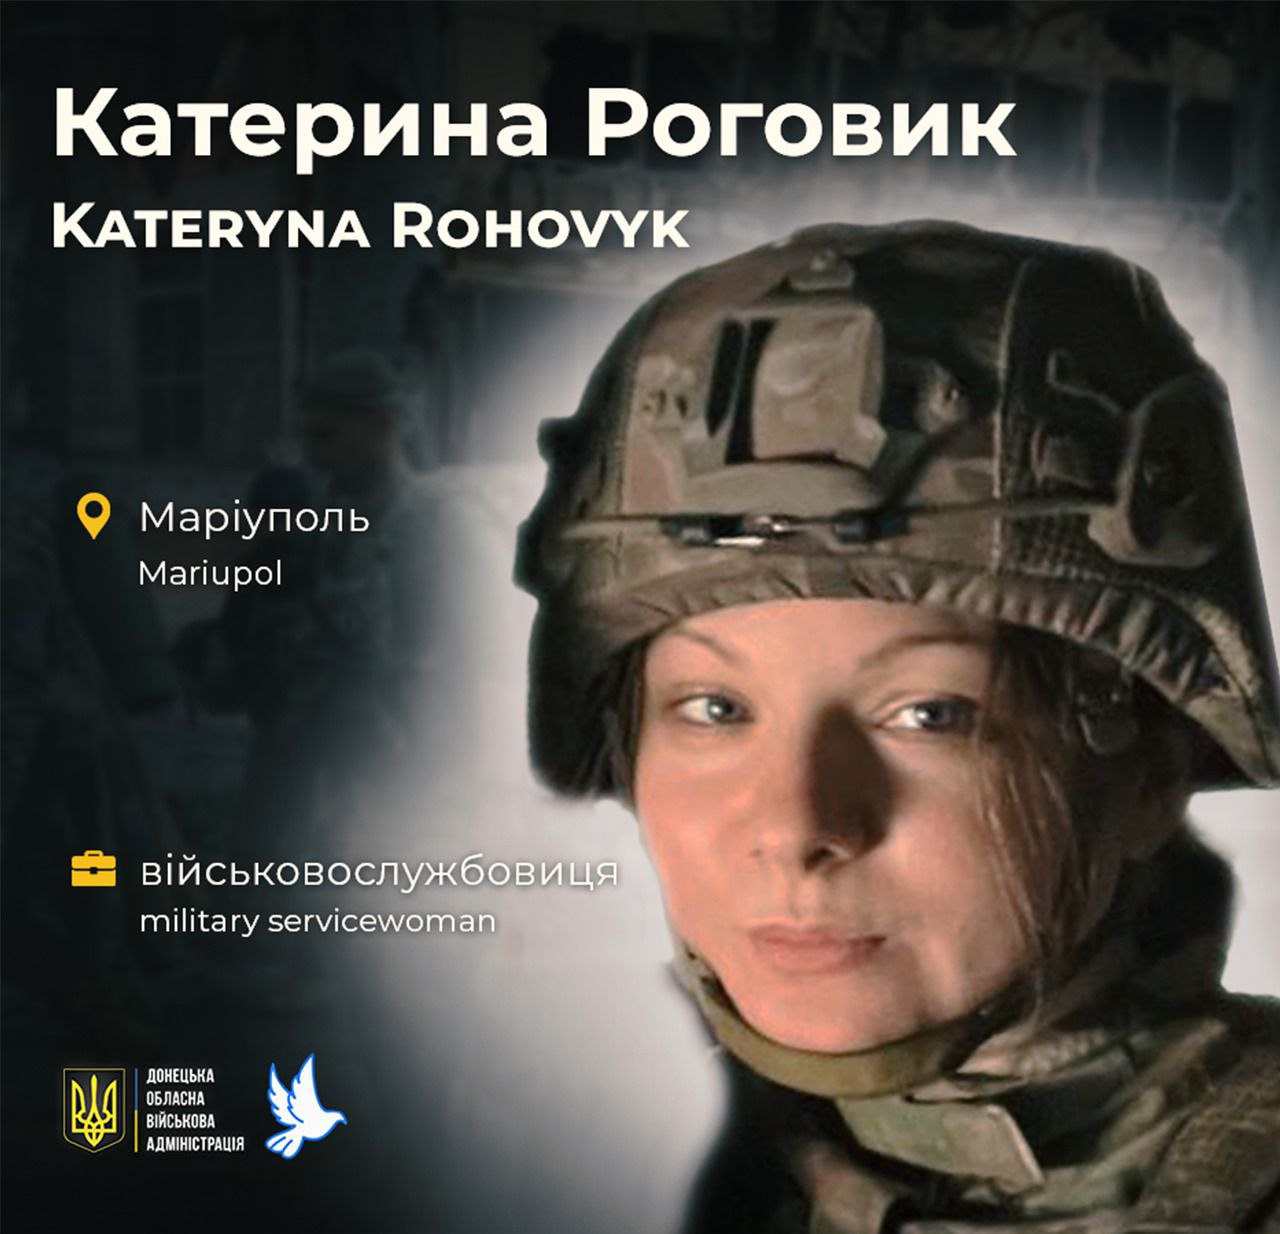 Катерина Роговик
KATERYNA ROHOVYK
Маріуполь
Mariupol
військовослужбовиця
military servicewoman
ДОНЕЦЬКА
ОБЛАСНА
ВІЙСЬКОВА
АДМІНІСТРАЦІЯ